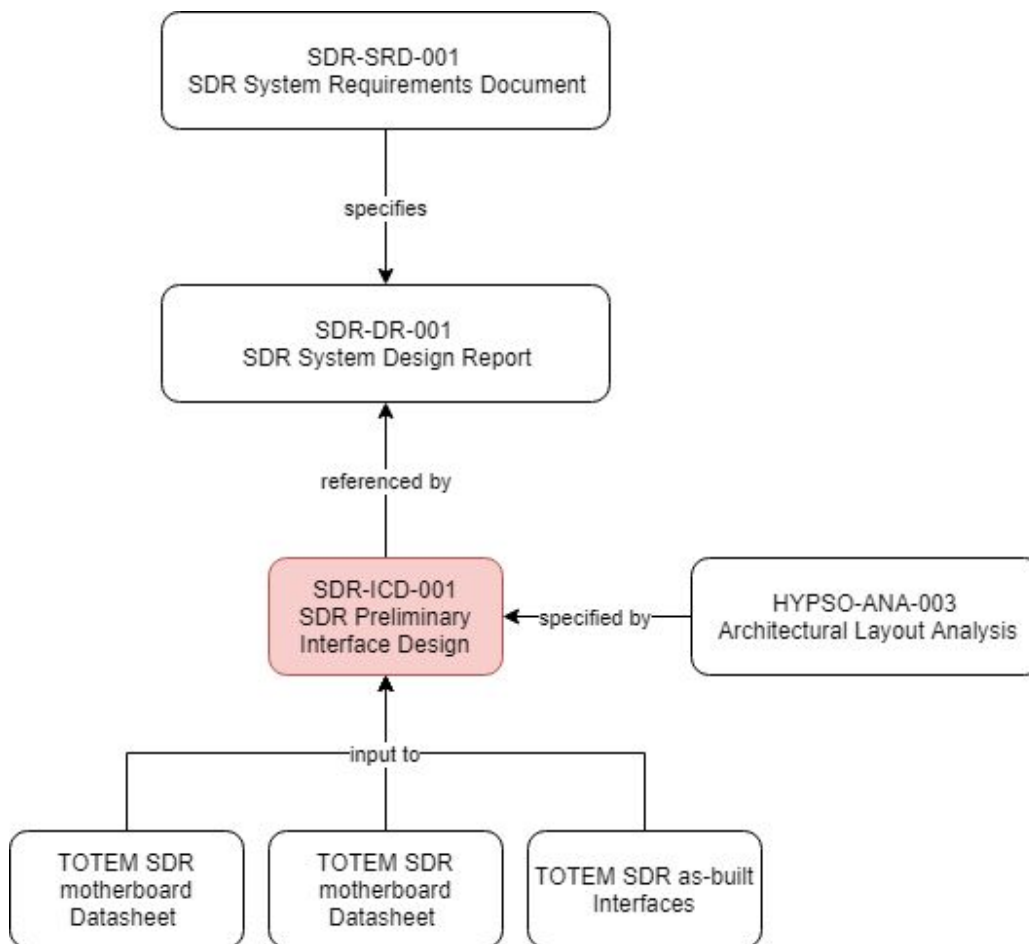 SDR-SRD-001
SDR System Requirements Document
specifies
SDR-DR-001
SDR System Design Report
referenced by
SDR-ICD-001
SDR Preliminary
Interface Design
specified by
HYPSO-ANA-003
Architectural Layout Analysis
input to
TOTEM SDR
motherboard
Datasheet
TOTEM SDR
motherboard
Datasheet
TOTEM SDR as-built
Interfaces